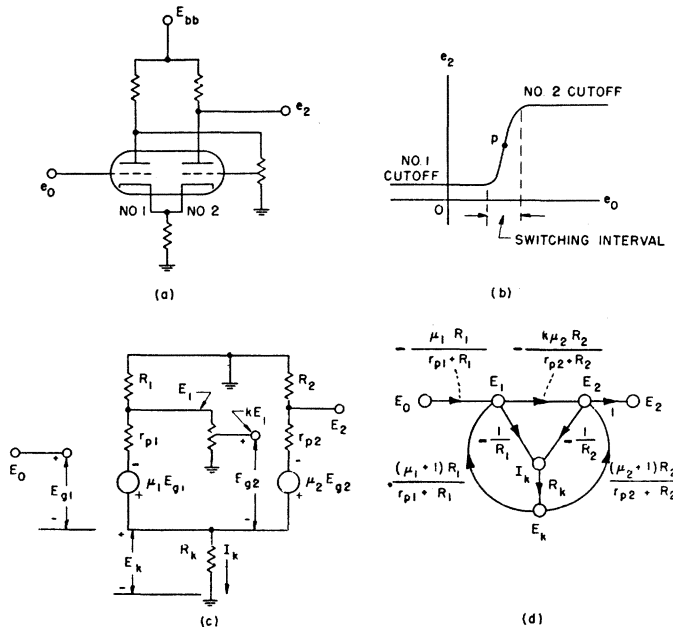 E_bb
e_2
e_0
NO. 1 NO. 2
(a)
e_2
NO. 2 CUTOFF
p
NO. 1
CUTOFF
0
e_0
SWITCHING INTERVAL
(b)
R_1
R_2
E_1
kE_1
E_2
r_p1
r_p2
E_0
E_g1
μ_1 E_g1
E_g2
μ_2 E_g2
+
-
E_k
R_k
I_k
(c)
- μ_1 R_1 / r_p1 + R_1
- kμ_2 R_2 / r_p2 + R_2
E_0
E_1
E_2
1
E_2
- 1/R_1
- 1/R_2
I_k
R_k
(μ_1 + 1) R_1 / r_p1 + R_1
(μ_2 + 1) R_2 / r_p2 + R_2
E_k
(d)